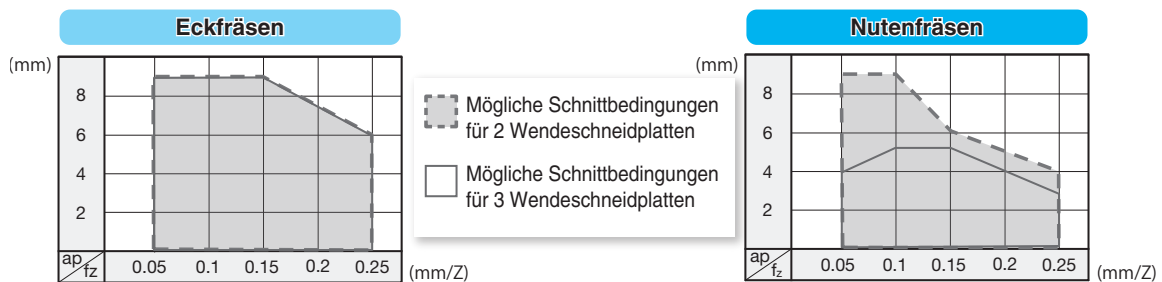 Eckfräsen
(mm)
8
6
4
2
ap
fz
0.05 0.1 0.15 0.2 0.25 (mm/Z)
Mögliche Schnittbedingungen
für 2 Wendeschneidplatten
Mögliche Schnittbedingungen
für 3 Wendeschneidplatten
Nutenfräsen
(mm)
8
6
4
2
ap
fz
0.05 0.1 0.15 0.2 0.25 (mm/Z)